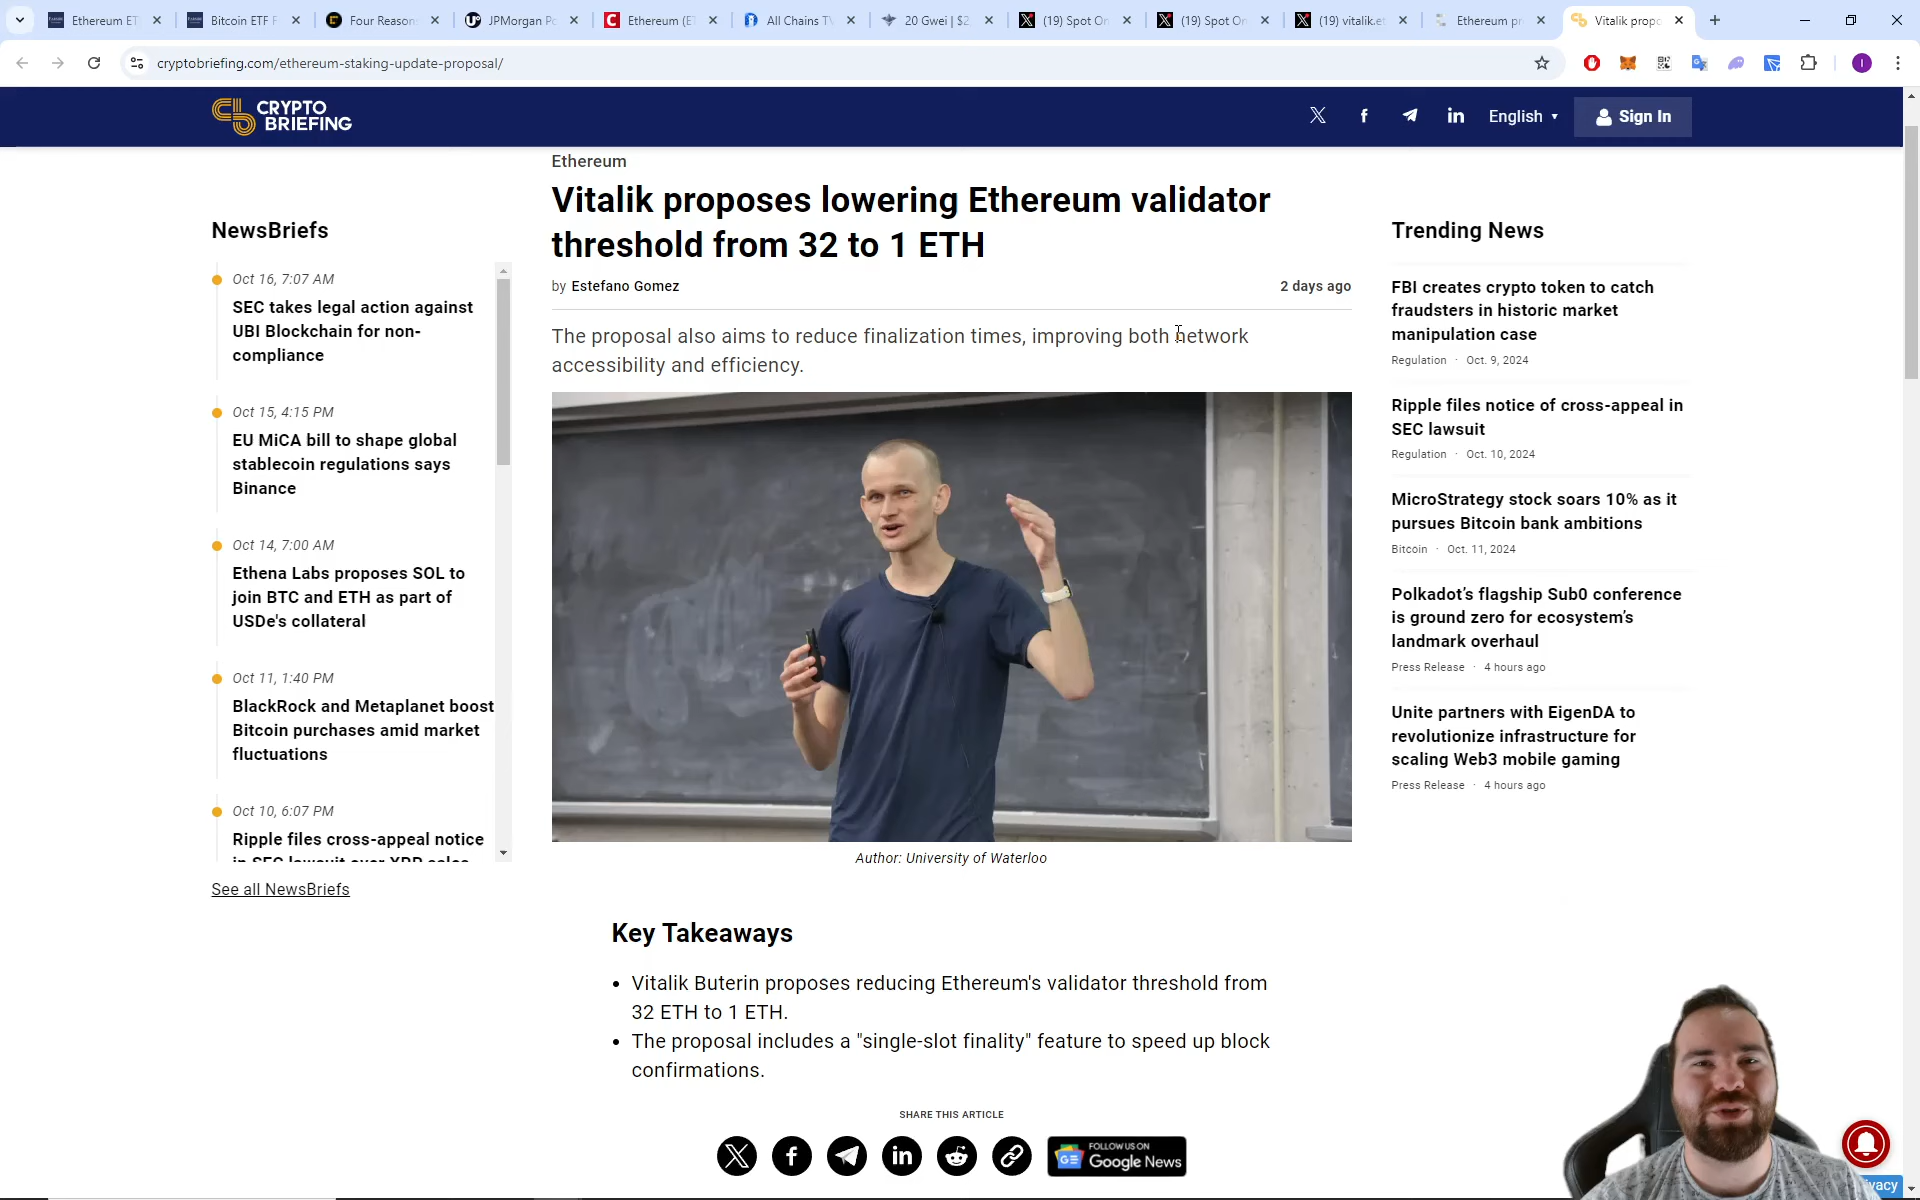 Ethereum ET
Bitcoin ETF F
Four Reason
JPMorgan Po
Ethereum (E
All Chains TV
20 Gwei | $2
(19) Spot On
(19) Spot On
(19) vitalik.et
Ethereum pr
Vitalik propo
cryptobriefing.com/ethereum-staking-update-proposal/
I
CRYPTO
BRIEFING
English
Sign In
NewsBriefs
Oct 16, 7:07 AM
SEC takes legal action against
UBI Blockchain for non-
compliance
Oct 15, 4:15 PM
EU MiCA bill to shape global
stablecoin regulations says
Binance
Oct 14, 7:00 AM
Ethena Labs proposes SOL to
join BTC and ETH as part of
USDe's collateral
Oct 11, 1:40 PM
BlackRock and Metaplanet boost
Bitcoin purchases amid market
fluctuations
Oct 10, 6:07 PM
Ripple files cross-appeal notice
in SEC lawsuit over XRP sales
See all NewsBriefs
Ethereum
Vitalik proposes lowering Ethereum validator
threshold from 32 to 1 ETH
by Estefano Gomez
2 days ago
The proposal also aims to reduce finalization times, improving both network
accessibility and efficiency.
Author: University of Waterloo
Key Takeaways
• Vitalik Buterin proposes reducing Ethereum's validator threshold from
32 ETH to 1 ETH.
• The proposal includes a "single-slot finality" feature to speed up block
confirmations.
SHARE THIS ARTICLE
FOLLOW US ON
Google News
Trending News
FBI creates crypto token to catch
fraudsters in historic market
manipulation case
Regulation · Oct. 9, 2024
Ripple files notice of cross-appeal in
SEC lawsuit
Regulation · Oct. 10, 2024
MicroStrategy stock soars 10% as it
pursues Bitcoin bank ambitions
Bitcoin · Oct. 11, 2024
Polkadot's flagship Sub0 conference
is ground zero for ecosystem's
landmark overhaul
Press Release · 4 hours ago
Unite partners with EigenDA to
revolutionize infrastructure for
scaling Web3 mobile gaming
Press Release · 4 hours ago
vacy